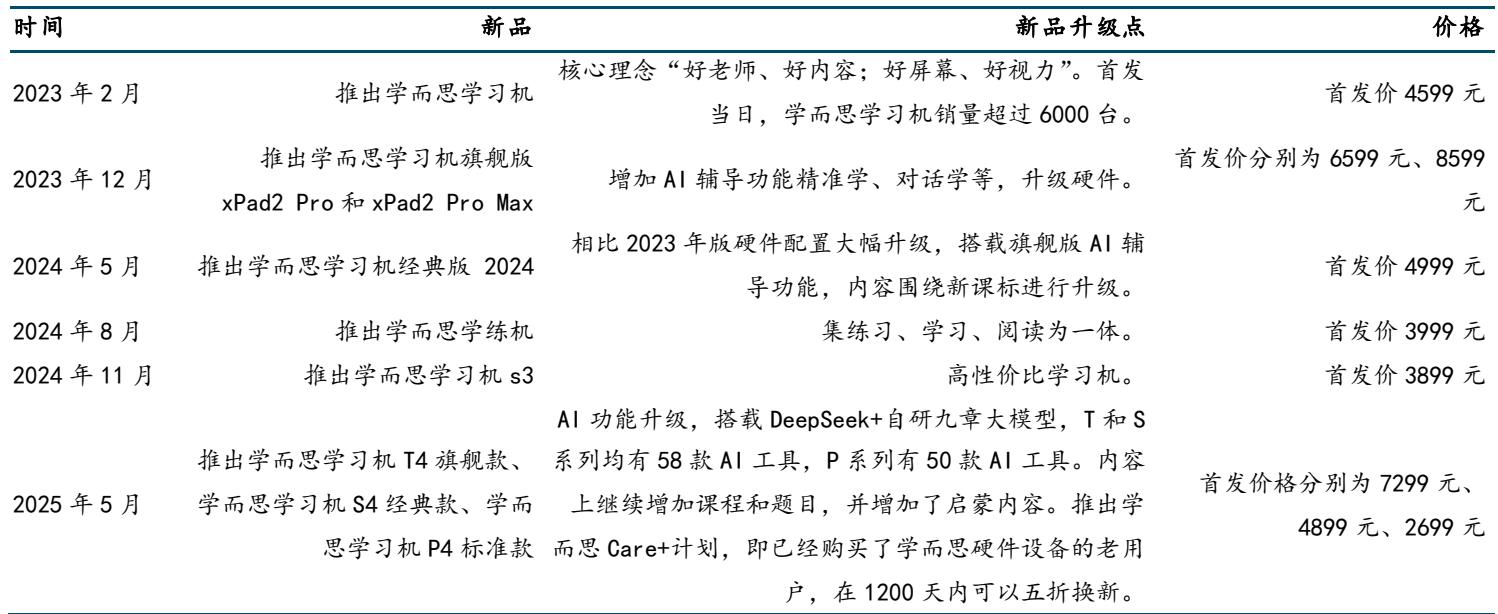 时间 新品 新品升级点 价格
2023 年 2 月 推出学而思学习机 核心理念“好老师、好内容；好屏幕、好视力”。首发 首发价 4599 元
当日，学而思学习机销量超过 6000 台。
2023 年 12 月 推出学而思学习机旗舰版 增加 AI 辅导功能精准学、对话学等，升级硬件。 首发价分别为 6599 元、8599
xPad2 Pro 和 xPad2 Pro Max 元
2024 年 5 月 推出学而思学习机经典版 2024 相比 2023 年版硬件配置大幅升级，搭载旗舰版 AI 辅 首发价 4999 元
导功能，内容围绕新课标进行升级。
2024 年 8 月 推出学而思学练机 集练习、学习、阅读为一体。 首发价 3999 元
2024 年 11 月 推出学而思学习机 s3 高性价比学习机。 首发价 3899 元
2025 年 5 月
推出学而思学习机 T4 旗舰款、
学而思学习机 S4 经典款、学而
思学习机 P4 标准款
AI 功能升级，搭载 DeepSeek+自研九章大模型，T 和 S
系列均有 58 款 AI 工具，P 系列有 50 款 AI 工具。内容
上继续增加课程和题目，并增加了启蒙内容。推出学
而思 Care+计划，即已经购买了学而思硬件设备的老用
户，在 1200 天内可以五折换新。
首发价格分别为 7299 元、
4899 元、2699 元